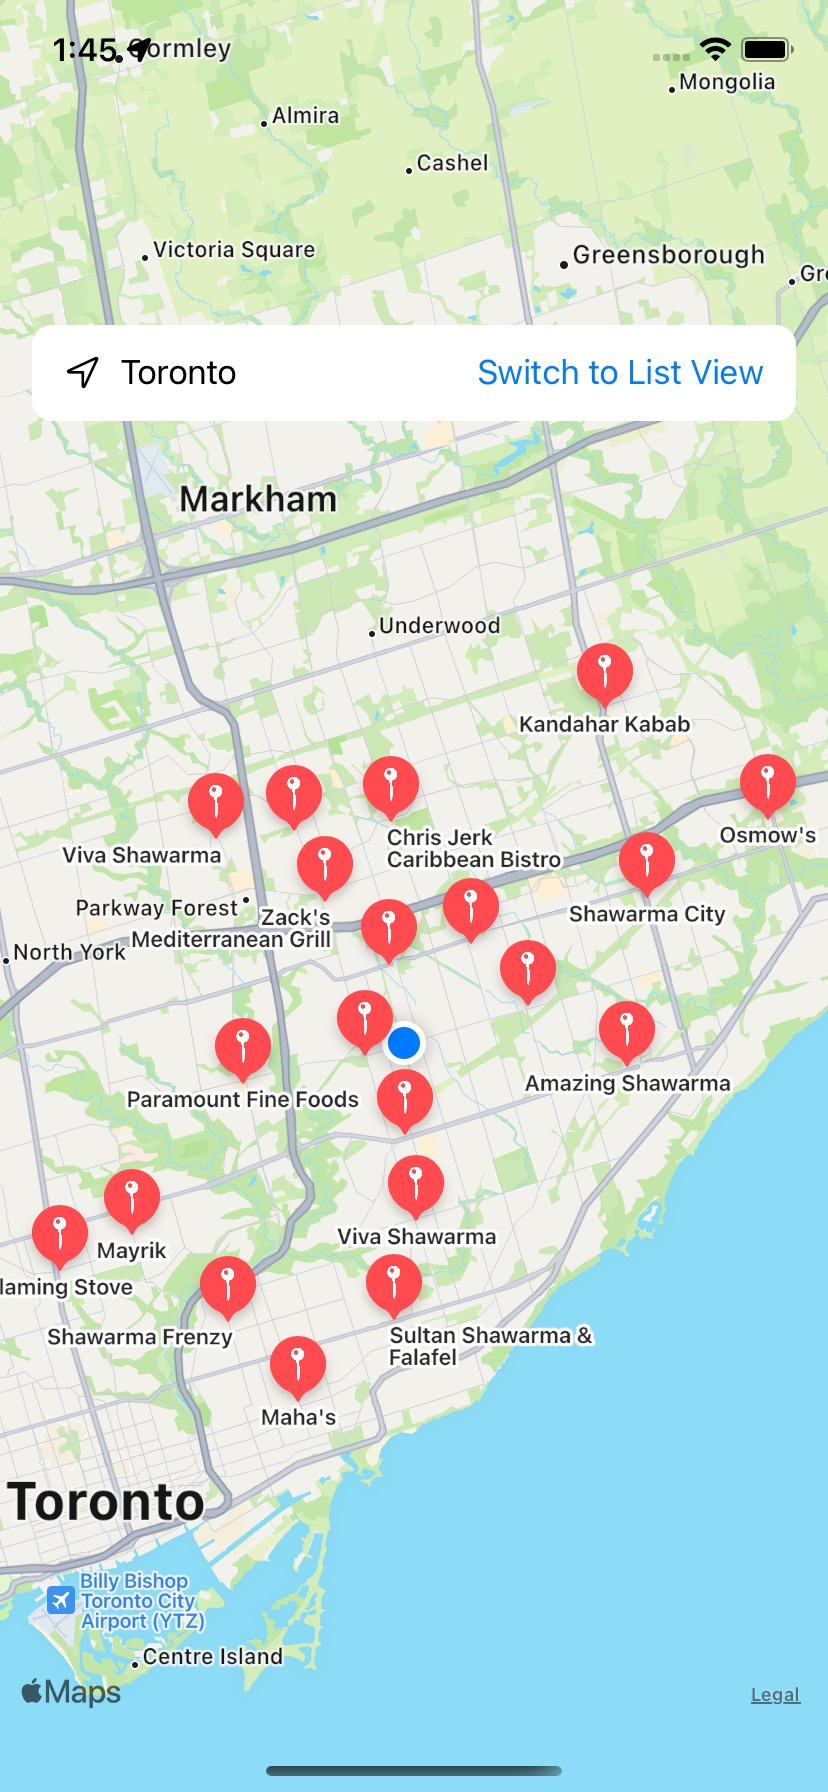 1:45
Gormley
Mongolia
Almira
Cashel
Victoria Square
Greensborough
Toronto
Switch to List View
Markham
Underwood
Kandahar Kabab
Osmow's
Chris Jerk
Caribbean Bistro
Viva Shawarma
Parkway Forest
Zack's
Mediterranean Grill
Shawarma City
North York
Amazing Shawarma
Paramount Fine Foods
Viva Shawarma
Mayrik
laming Stove
Shawarma Frenzy
Sultan Shawarma &
Falafel
Maha's
Toronto
Billy Bishop
Toronto City
Airport (YTZ)
Centre Island
Maps
Legal